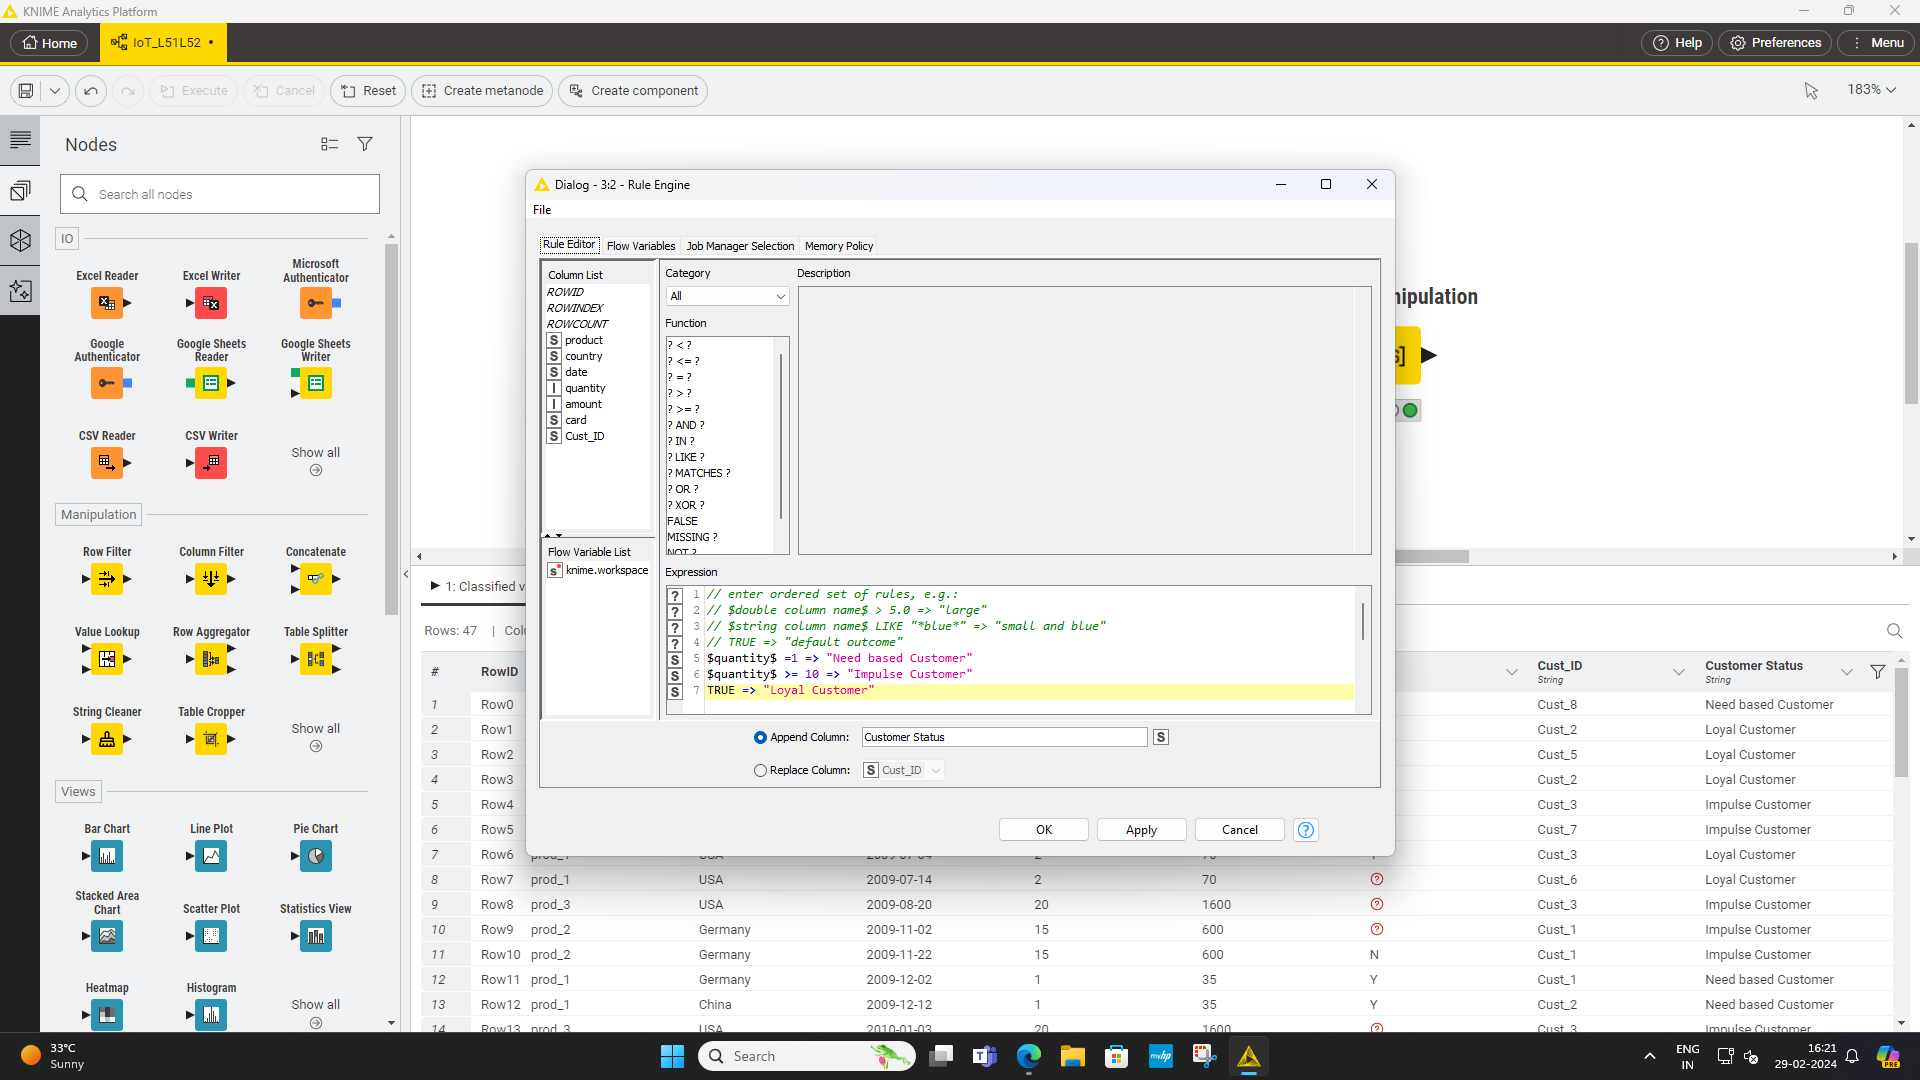 KNIME Analytics Platform
Home
IoT_L51L52
Help
Preferences
Menu
Execute
Cancel
Reset
Create metanode
Create component
183%
Nodes
Search all nodes
IO
Excel Reader
Excel Writer
Microsoft Authenticator
Google Authenticator
Google Sheets Reader
Google Sheets Writer
CSV Reader
CSV Writer
Show all
Manipulation
Row Filter
Column Filter
Concatenate
Value Lookup
Row Aggregator
Table Splitter
String Cleaner
Table Cropper
Show all
Views
Bar Chart
Line Plot
Pie Chart
Stacked Area Chart
Scatter Plot
Statistics View
Heatmap
Histogram
Show all
Dialog - 3:2 - Rule Engine
File
Rule Editor
Flow Variables
Job Manager Selection
Memory Policy
Column List
ROWID
ROWINDEX
ROWCOUNT
S product
S country
S date
I quantity
I amount
S card
S Cust_ID
Flow Variable List
s knime.workspace
Category
All
Function
? < ?
? <= ?
? = ?
? > ?
? >= ?
? AND ?
? IN ?
? LIKE ?
? MATCHES ?
? OR ?
? XOR ?
FALSE
MISSING ?
NOT ?
Description
Expression
? 1 // enter ordered set of rules, e.g.:
? 2 // $double column name$ > 5.0 => "large"
? 3 // $string column name$ LIKE "*blue*" => "small and blue"
? 4 // TRUE => "default outcome"
S 5 $quantity$ =1 => "Need based Customer"
S 6 $quantity$ >= 10 => "Impulse Customer"
S 7 TRUE => "Loyal Customer"
Append Column: Customer Status S
Replace Column: S Cust_ID
OK
Apply
Cancel
?
nipulation
1: Classified v
Rows: 47 | Colu
# RowID Cust_ID String Customer Status String
1 Row0 Cust_8 Need based Customer
2 Row1 Cust_2 Loyal Customer
3 Row2 Cust_5 Loyal Customer
4 Row3 Cust_2 Loyal Customer
5 Row4 Cust_3 Impulse Customer
6 Row5 Cust_7 Impulse Customer
7 Row6 prod_1 USA 2009-07-04 2 70 Cust_3 Loyal Customer
8 Row7 prod_1 USA 2009-07-14 2 70 ? Cust_6 Loyal Customer
9 Row8 prod_3 USA 2009-08-20 20 1600 ? Cust_3 Impulse Customer
10 Row9 prod_2 Germany 2009-11-02 15 600 ? Cust_1 Impulse Customer
11 Row10 prod_2 Germany 2009-11-22 15 600 N Cust_1 Impulse Customer
12 Row11 prod_1 Germany 2009-12-02 1 35 Y Cust_1 Need based Customer
13 Row12 prod_1 China 2009-12-12 1 35 Y Cust_2 Need based Customer
14 Row13 prod_3 USA 2010-01-03 20 1600 ? Cust_3 Impulse Customer
33°C
Sunny
Search
myhp
ENG
IN
16:21
29-02-2024
PRE